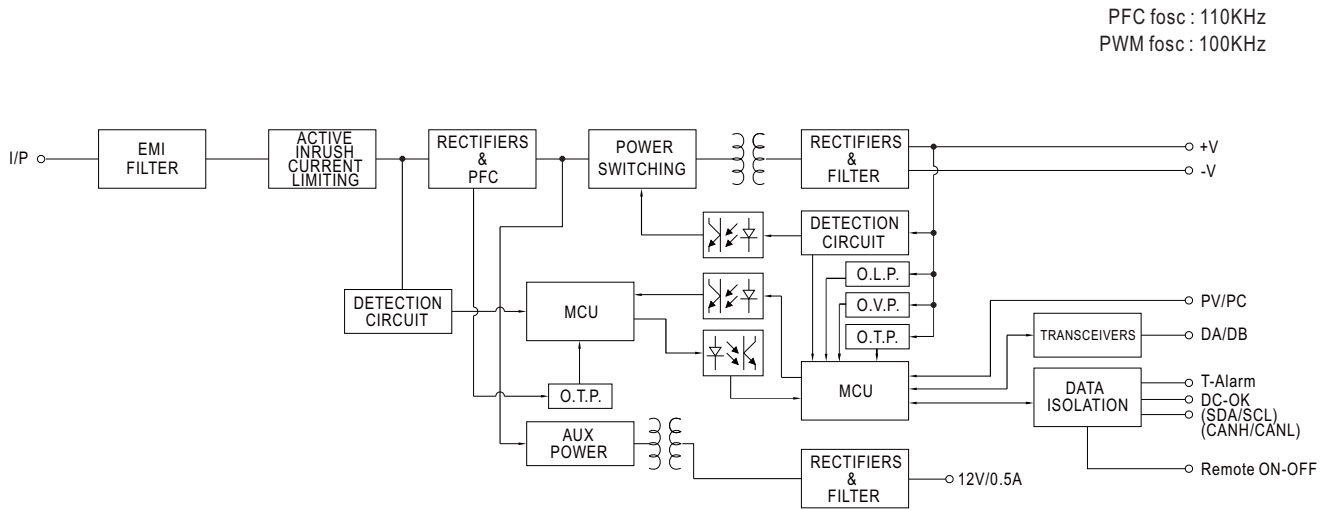 PFC fosc : 110KHz
PWM fosc : 100KHz
I/P
EMI
FILTER
ACTIVE
INRUSH
CURRENT
LIMITING
RECTIFIERS
&
PFC
POWER
SWITCHING
RECTIFIERS
&
FILTER
+V
-V
DETECTION
CIRCUIT
O.L.P.
O.V.P.
O.T.P.
DETECTION
CIRCUIT
MCU
O.T.P.
MCU
PV/PC
TRANSCEIVERS
DA/DB
DATA
ISOLATION
T-Alarm
DC-OK
(SDA/SCL)
(CANH/CANL)
Remote ON-OFF
AUX
POWER
RECTIFIERS
&
FILTER
12V/0.5A